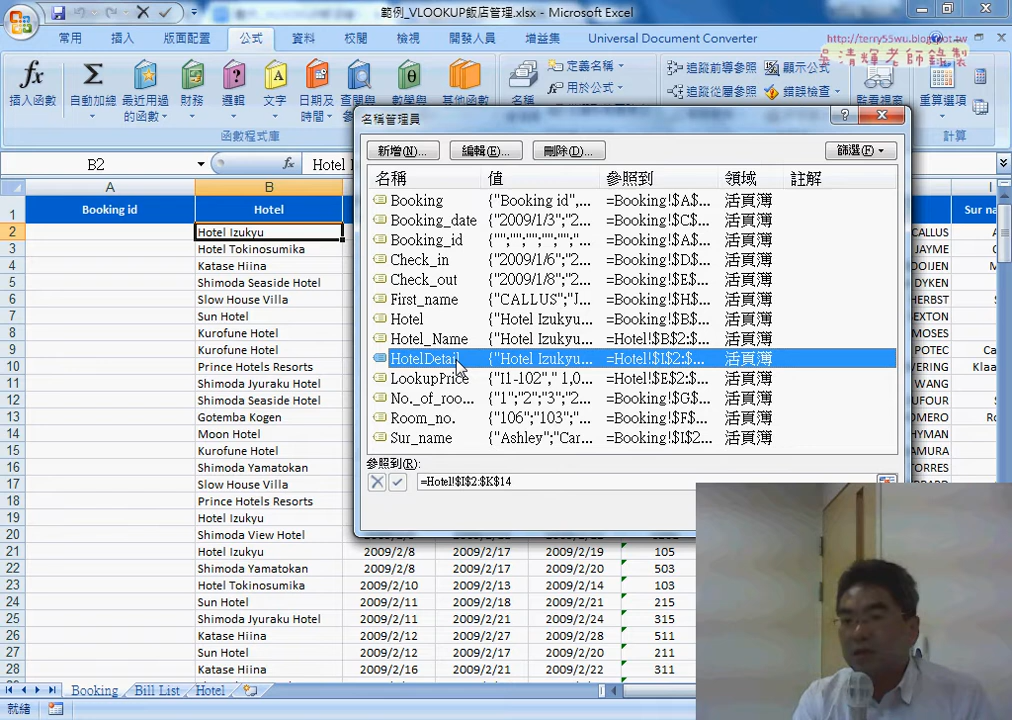 範例_VLOOKUP飯店管理.xlsx - Microsoft Excel
常用 插入 版面配置 公式 資料 校閱 檢視 開發人員 增益集 Universal Document Converter
http://terry55wu.blogspot.tw
吳清輝老師錄製
插入函數 自動加總 最近用過的函數 財務 邏輯 文字 日期及時間 數學與 其他函數 名稱
定義名稱 用於公式
追蹤前導參照 追蹤從屬參照 顯示公式 錯誤檢查 監看視窗 重算選項
函數程式庫 計算
B2 fx Hotel I
名稱管理員
新增(N)... 編輯(E)... 刪除(D)... 篩選(F)
名稱 值 參照到 領域 註解
Booking {"Booking id",... =Booking!$A$... 活頁簿
Booking_date {"2009/1/3";"2... =Booking!$C$... 活頁簿
Booking_id {"";"";"";"";"";"... =Booking!$A$... 活頁簿
Check_in {"2009/1/6";"2... =Booking!$D$... 活頁簿
Check_out {"2009/1/8";"2... =Booking!$E$... 活頁簿
First_name {"CALLUS";"J... =Booking!$H$... 活頁簿
Hotel {"Hotel Izukyu... =Booking!$B$... 活頁簿
Hotel_Name {"Hotel Izukyu... =Hotel!$B$2:$... 活頁簿
HotelDetail {"Hotel Izukyu... =Hotel!$I$2:$... 活頁簿
LookupPrice {"I1-102"," 1,0... =Hotel!$E$2:$... 活頁簿
No._of_roo... {"1";"2";"3";"2... =Booking!$G$... 活頁簿
Room_no. {"106";"103";"... =Booking!$F$... 活頁簿
Sur_name {"Ashley";"Car... =Booking!$I$2... 活頁簿
參照到(R):
=Hotel!$I$2:$K$14
A B I
1 Booking id Hotel Sur na
2 Hotel Izukyu CALLUS
3 Hotel Tokinosumika JAYME
4 Katase Hiina OOIJEN
5 Shimoda Seaside Hotel DYKEN
6 Slow House Villa HERBST
7 Sun Hotel EXTON
8 Kurofune Hotel MOSES
9 Kurofune Hotel POTEC
10 Prince Hotels Resorts VERING Klaa
11 Shimoda Jyuraku Hotel WANG
12 Shimoda Seaside Hotel UFOUR
13 Gotemba Kogen OMERO
14 Moon Hotel HYMAN
15 Kurofune Hotel AMURA
16 Shimoda Yamatokan TORRES
17 Slow House Villa
18 Prince Hotels Resorts
19 Hotel Izukyu
20 Shimoda View Hotel
21 Hotel Izukyu 2009/2/8 2009/2/17 2009/2/19 105
22 Shimoda Yamatokan 2009/2/8 2009/2/17 2009/2/20 503
23 Hotel Tokinosumika 2009/2/10 2009/2/13 2009/2/14 103
24 Sun Hotel 2009/2/11 2009/2/18 2009/2/21 215
25 Shimoda Jyuraku Hotel 2009/2/11 2009/2/21 2009/2/24 315
26 Katase Hiina 2009/2/12 2009/2/27 2009/2/28 511
27 Sun Hotel 2009/2/12 2009/2/17 2009/2/20 211
28 Katase Hiina 2009/2/16 2009/2/21 2009/2/22 311
Booking Bill List Hotel
就緒